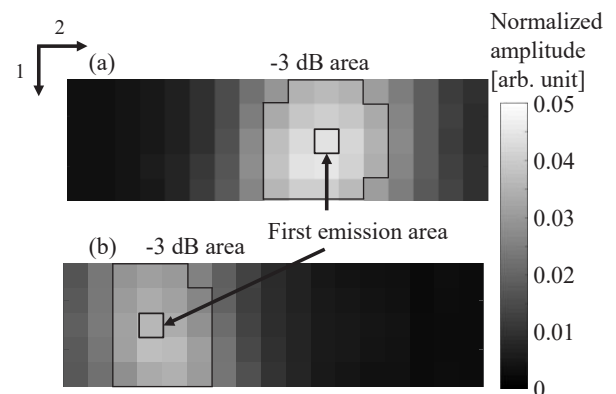 2
1
(a)
-3 dB area
Normalized
amplitude
[arb. unit]
0.05
0.04
0.03
0.02
0.01
0
First emission area
(b)
-3 dB area